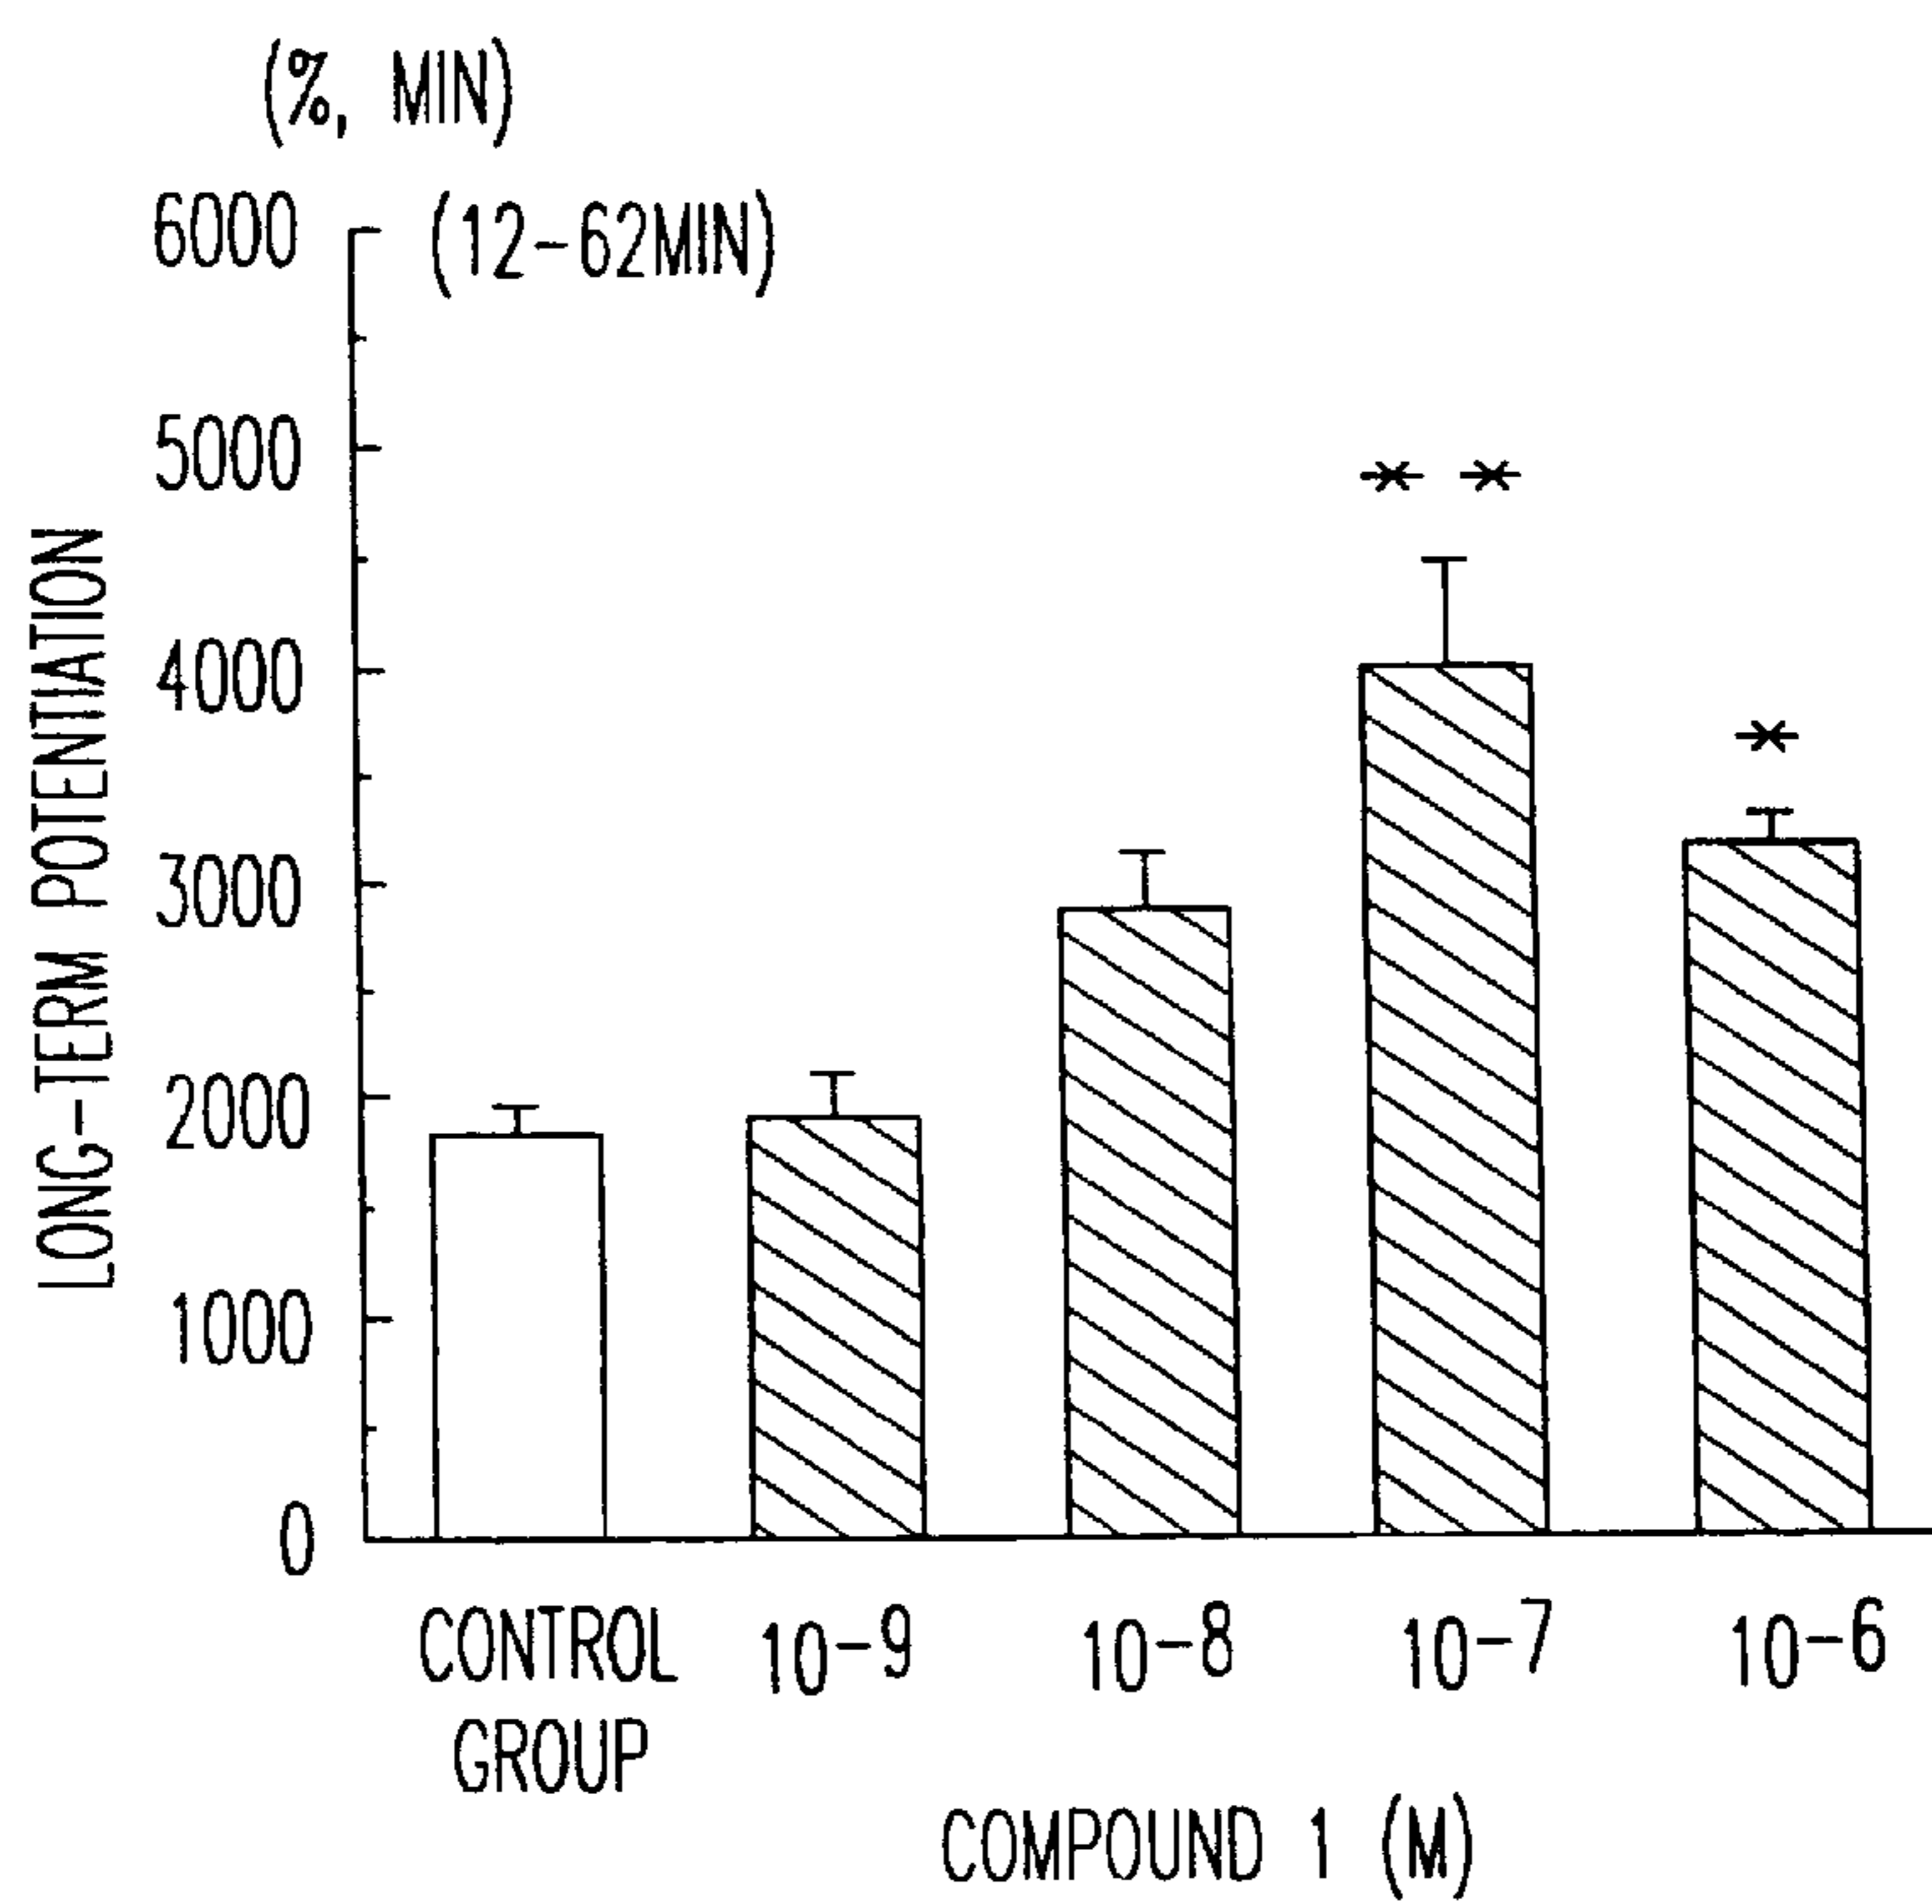 (%, MIN)
6000
(12-62MIN)
5000
4000
3000
2000
1000
0
LONG-TERM POTENTIATION
* *
*
CONTROL GROUP
10-9
10-8
10-7
10-6
COMPOUND 1 (M)